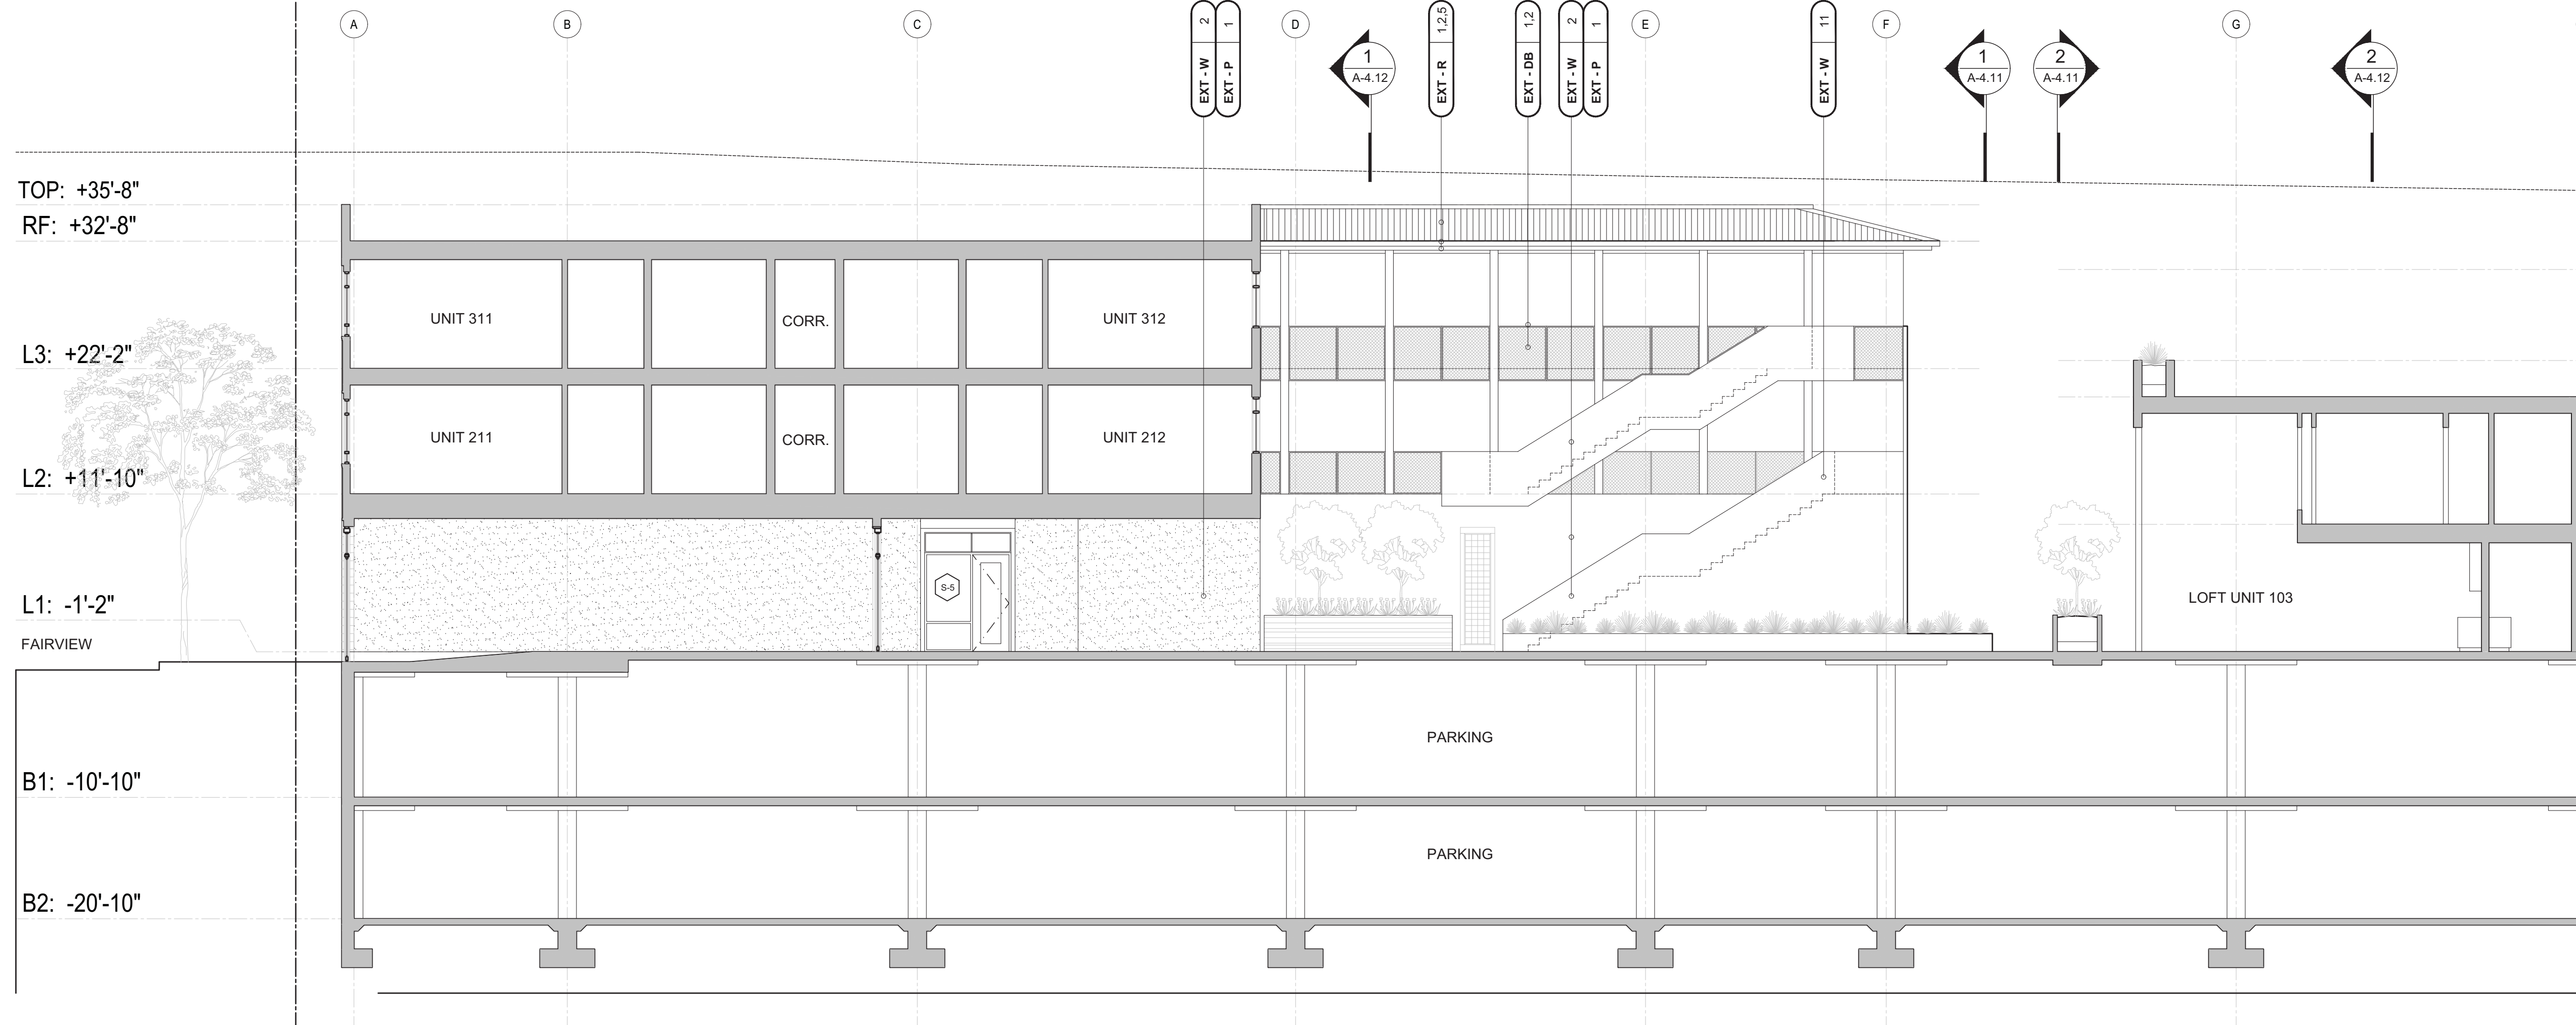 A
B
C
D
E
F
G
EXT - W 2
EXT - P 1
1
A-4.12
EXT - R 1,2,5
EXT - DB 1,2
EXT - W 2
EXT - P 1
EXT - W 11
1
A-4.11
2
A-4.11
2
A-4.12
TOP: +35'-8"
RF: +32'-8"
UNIT 311
CORR.
UNIT 312
L3: +22'-2"
UNIT 211
CORR.
UNIT 212
L2: +11'-10"
S-5
L1: -1'-2"
LOFT UNIT 103
FAIRVIEW
PARKING
B1: -10'-10"
PARKING
B2: -20'-10"